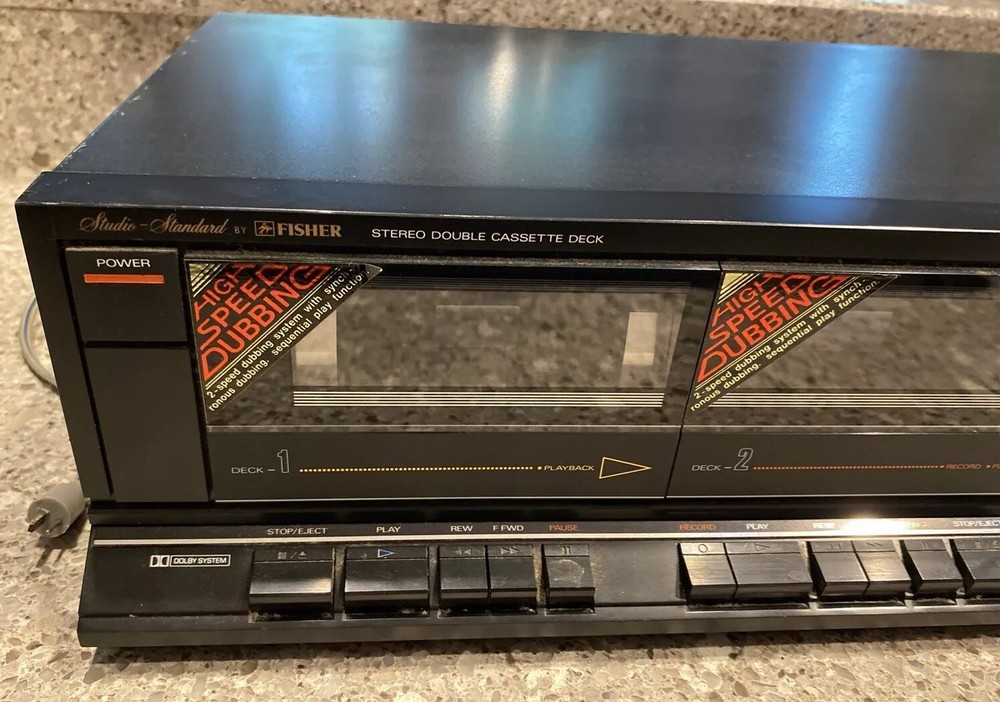 Studio-Standard BY FISHER STEREO DOUBLE CASSETTE DECK
POWER
HIGH
SPEED
DUBBING
2-speed dubbing system with synch
ronous dubbing. sequential play function.
HIGH
SPEED
DUBBING
2-speed dubbing system with synch
ronous dubbing. sequential play function.
DECK-1 PLAYBACK
DECK-2 RECORD
STOP/EJECT PLAY REW F FWD PAUSE
RECORD PLAY REW STOP/EJECT
DOLBY SYSTEM